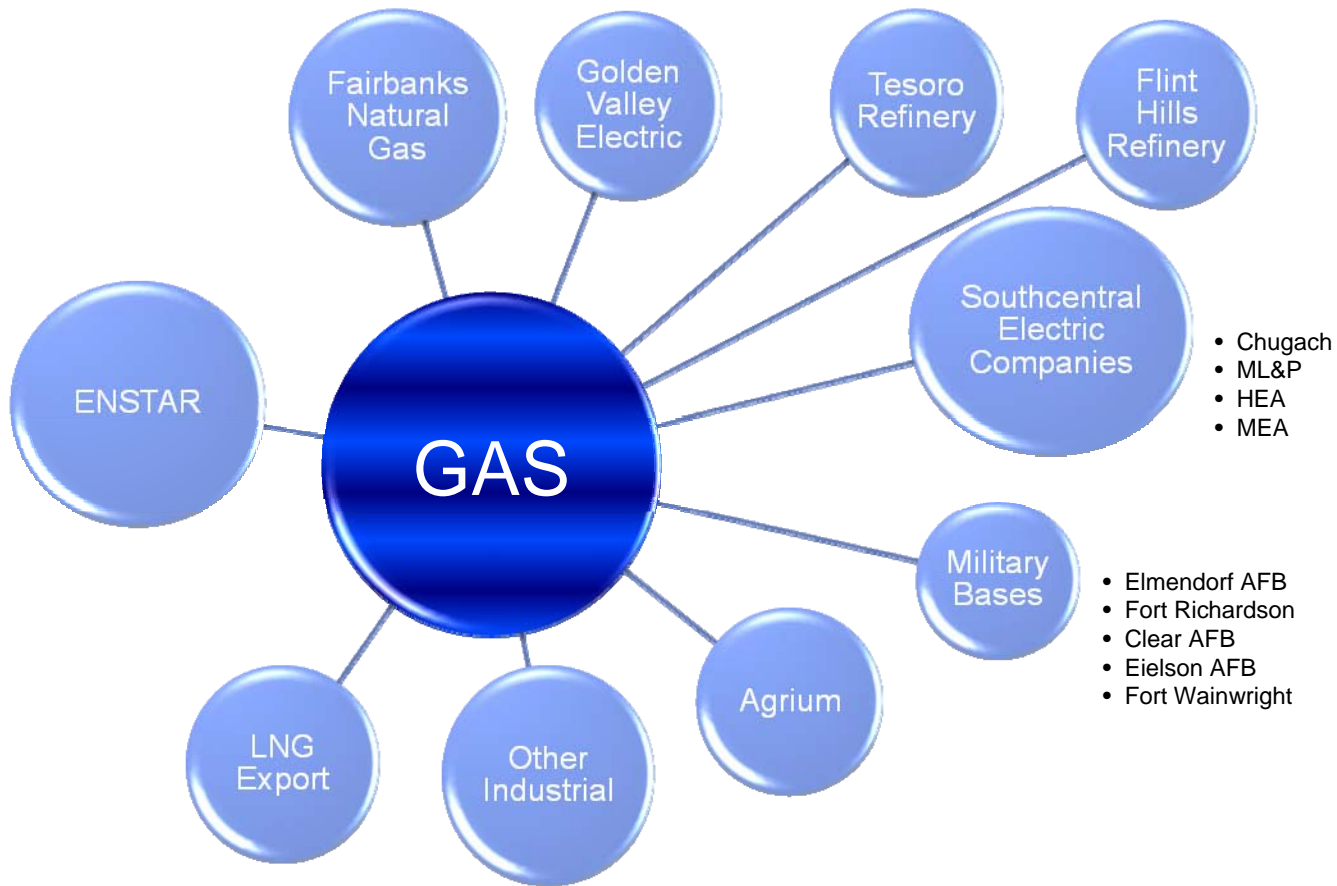 Fairbanks
Natural
Gas
Golden
Valley
Electric
Tesoro
Refinery
Flint
Hills
Refinery
Southcentral
Electric
Companies
• Chugach
• ML&P
• HEA
• MEA
ENSTAR
GAS
Military
Bases
• Elmendorf AFB
• Fort Richardson
• Clear AFB
• Eielson AFB
• Fort Wainwright
Agrium
LNG
Export
Other
Industrial